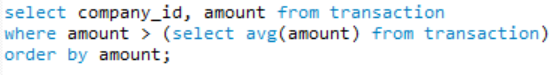 select company_id, amount from transaction
where amount > (select avg(amount) from transaction)
order by amount;